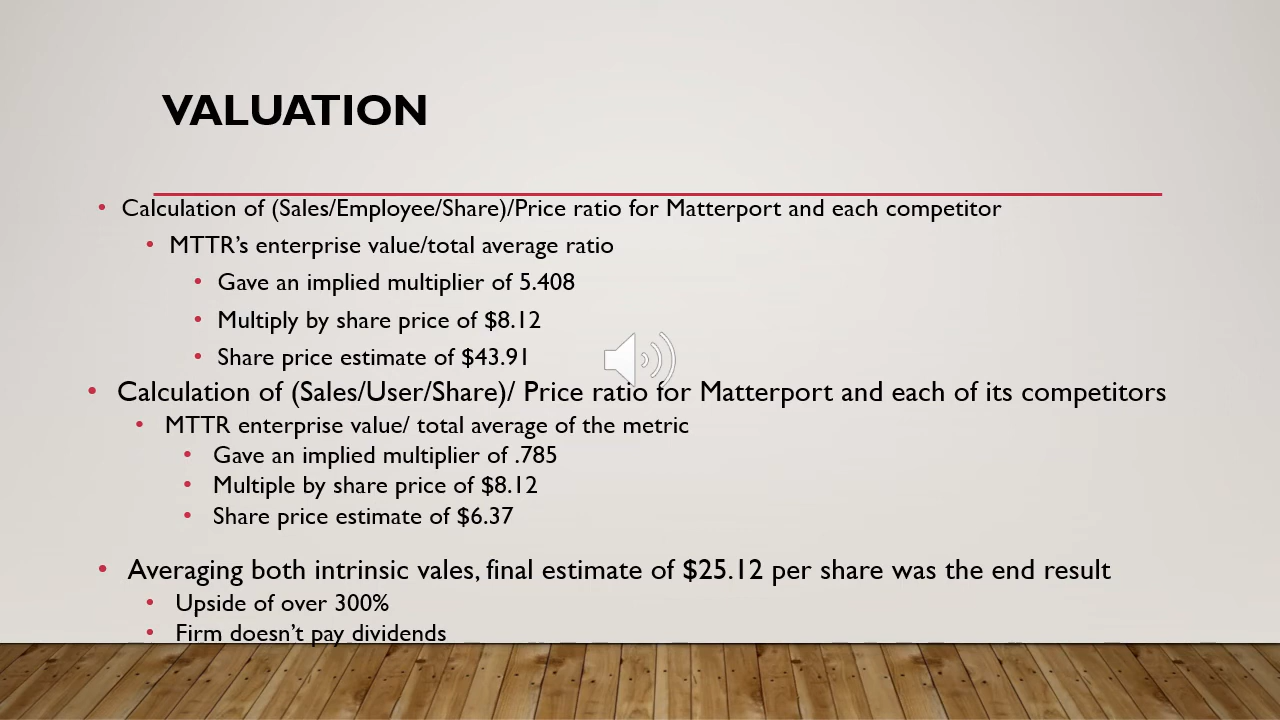 VALUATION
• Calculation of (Sales/Employee/Share)/Price ratio for Matterport and each competitor
• MTTR’s enterprise value/total average ratio
• Gave an implied multiplier of 5.408
• Multiply by share price of $8.12
• Share price estimate of $43.91
• Calculation of (Sales/User/Share)/ Price ratio for Matterport and each of its competitors
• MTTR enterprise value/ total average of the metric
• Gave an implied multiplier of .785
• Multiple by share price of $8.12
• Share price estimate of $6.37
• Averaging both intrinsic vales, final estimate of $25.12 per share was the end result
• Upside of over 300%
• Firm doesn’t pay dividends